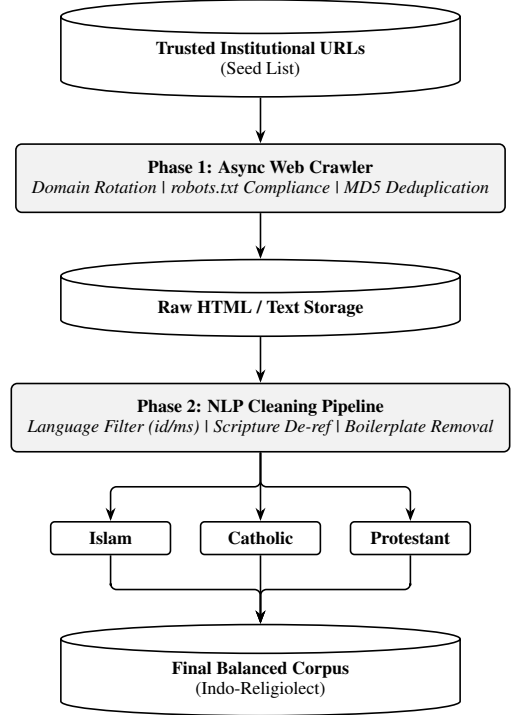 Trusted Institutional URLs
(Seed List)
Phase 1: Async Web Crawler
Domain Rotation | robots.txt Compliance | MD5 Deduplication
Raw HTML / Text Storage
Phase 2: NLP Cleaning Pipeline
Language Filter (id/ms) | Scripture De-ref | Boilerplate Removal
Islam
Catholic
Protestant
Final Balanced Corpus
(Indo-Religiolect)